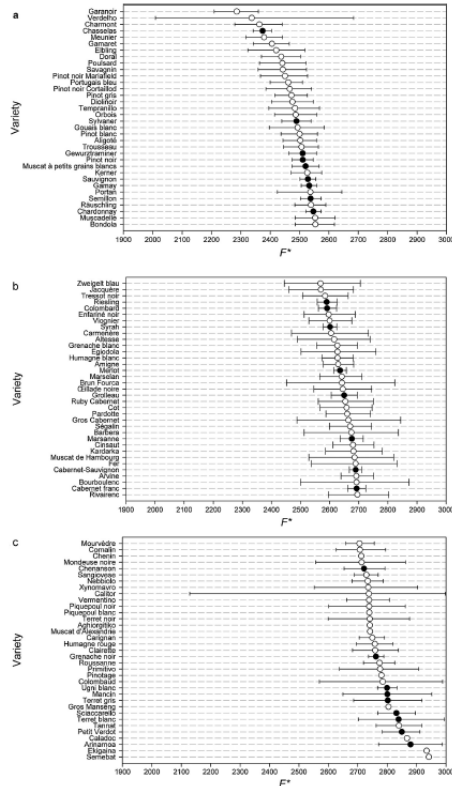 a
Garanoir
Verdelho
Charmont
Chasselas
Meunier
Gamaret
Elbling
Doral
Poulsard
Savagnin
Pinot noir Mariafeld
Portugais bleu
Pinot noir Cortaillod
Pinot gris
Diolinoir
Tempranillo
Orbois
Sylvaner
Gouais blanc
Pinot blanc
Aligoté
Trousseau
Gewurztraminer
Pinot noir
Muscat à petits grains blancs
Kerner
Sauvignon
Gamay
Portan
Semillon
Räuschling
Chardonnay
Muscadelle
Bondola
Variety
1900 2000 2100 2200 2300 2400 2500 2600 2700 2800 2900 3000
F*
b
Zweigelt blau
Jacquère
Tressot noir
Riesling
Colombard
Enfariné noir
Viognier
Syrah
Carmenère
Altesse
Grenache blanc
Egiodola
Humagne blanc
Amigne
Merlot
Marselan
Brun Fourca
Œillade noire
Grolleau
Ruby Cabernet
Cot
Pardotte
Gros Cabernet
Ségalin
Barbera
Marsanne
Cinsaut
Kardarka
Muscat de Hambourg
Fer
Cabernet-Sauvignon
Arvine
Bourboulenc
Cabernet franc
Rivairenc
Variety
1900 2000 2100 2200 2300 2400 2500 2600 2700 2800 2900 3000
F*
c
Mourvèdre
Cornalin
Chenin
Mondeuse noire
Chenanson
Sangiovese
Nebbiolo
Xynomavro
Calitor
Vermentino
Piquepoul noir
Piquepoul blanc
Terret noir
Aghiorgitiko
Muscat d'Alexandrie
Carignan
Humagne rouge
Clairette
Grenache noir
Roussanne
Primitivo
Pinotage
Colombaud
Ugni blanc
Mancin
Terret gris
Gros Manseng
Sciaccarello
Terret blanc
Tannat
Petit Verdot
Caladoc
Arinarnoa
Ekigaïna
Semebat
Variety
1900 2000 2100 2200 2300 2400 2500 2600 2700 2800 2900 3000
F*